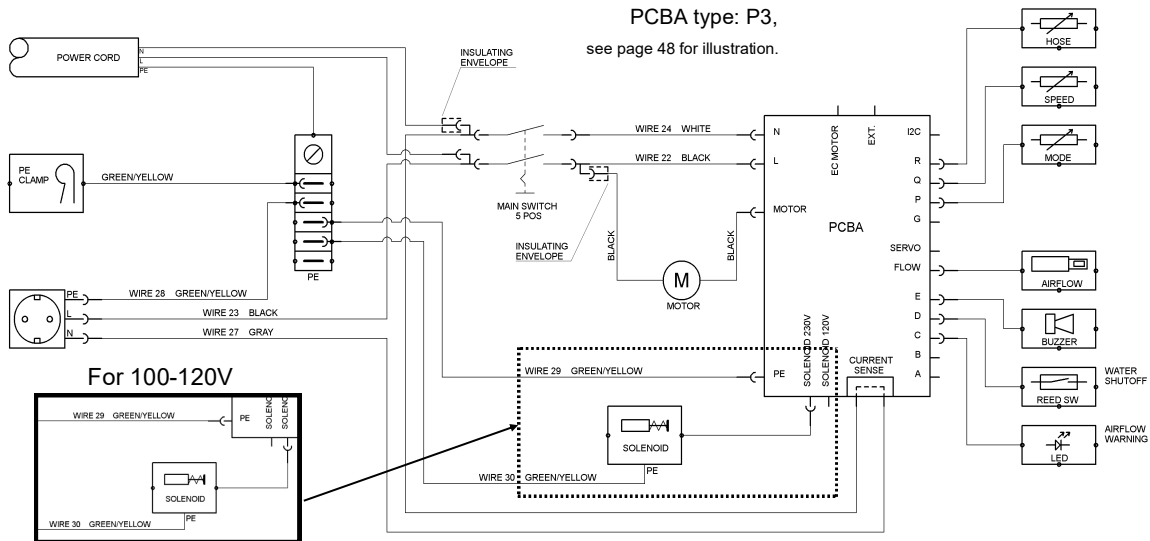 PCBA type: P3,
see page 48 for illustration.
POWER CORD
N
L
PE
INSULATING
ENVELOPE
HOSE
SPEED
MODE
WIRE 24 WHITE
WIRE 22 BLACK
N
L
MOTOR
EC MOTOR
EXT.
I2C
R
Q
P
G
SERVO
FLOW
E
D
C
B
A
PCBA
PE
CLAMP
GREEN/YELLOW
MAIN SWITCH
5 POS
INSULATING
ENVELOPE
BLACK
BLACK
M
MOTOR
PE
AIRFLOW
BUZZER
REED SW
WATER
SHUTOFF
LED
AIRFLOW
WARNING
PE
L
N
WIRE 28 GREEN/YELLOW
WIRE 23 BLACK
WIRE 27 GRAY
SOLENOID 230V
SOLENOID 120V
CURRENT
SENSE
PE
WIRE 29 GREEN/YELLOW
SOLENOID
PE
WIRE 30 GREEN/YELLOW
For 100-120V
WIRE 29 GREEN/YELLOW
PE
SOLENO
SOLENO
SOLENOID
PE
WIRE 30 GREEN/YELLOW